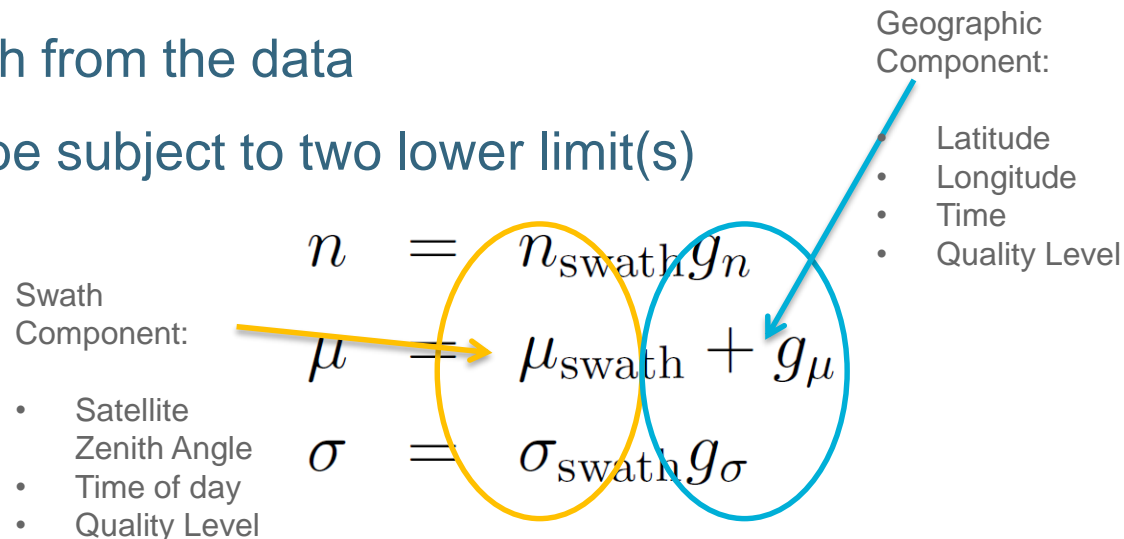 h from the data
be subject to two lower limit(s)
Geographic
Component:
• Latitude
• Longitude
• Time
• Quality Level
n = n_swath g_n
μ = μ_swath + g_μ
σ = σ_swath g_σ
Swath
Component:
• Satellite
Zenith Angle
• Time of day
• Quality Level